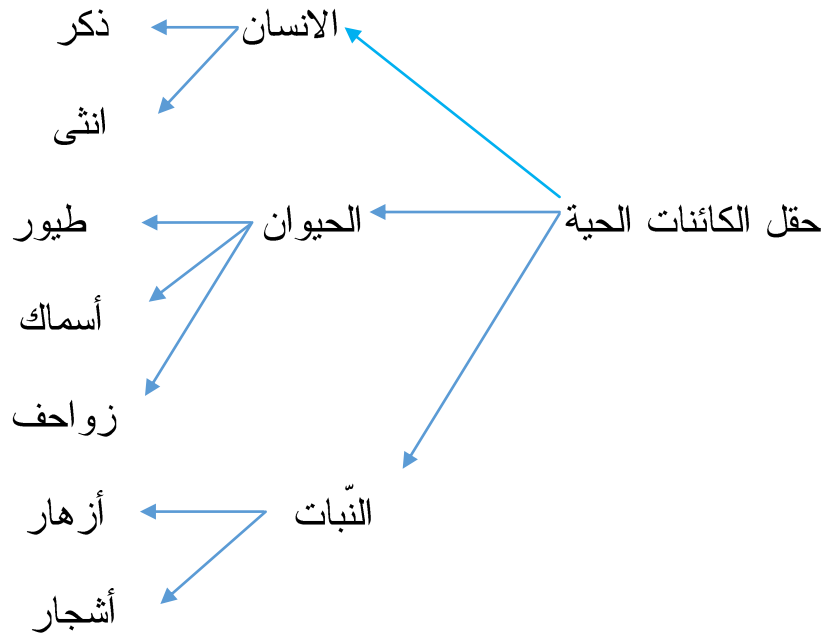 حقل الكائنات الحية
الانسان
ذكر
انثى
الحيوان
طيور
أسماك
زواحف
النّبات
أزهار
أشجار